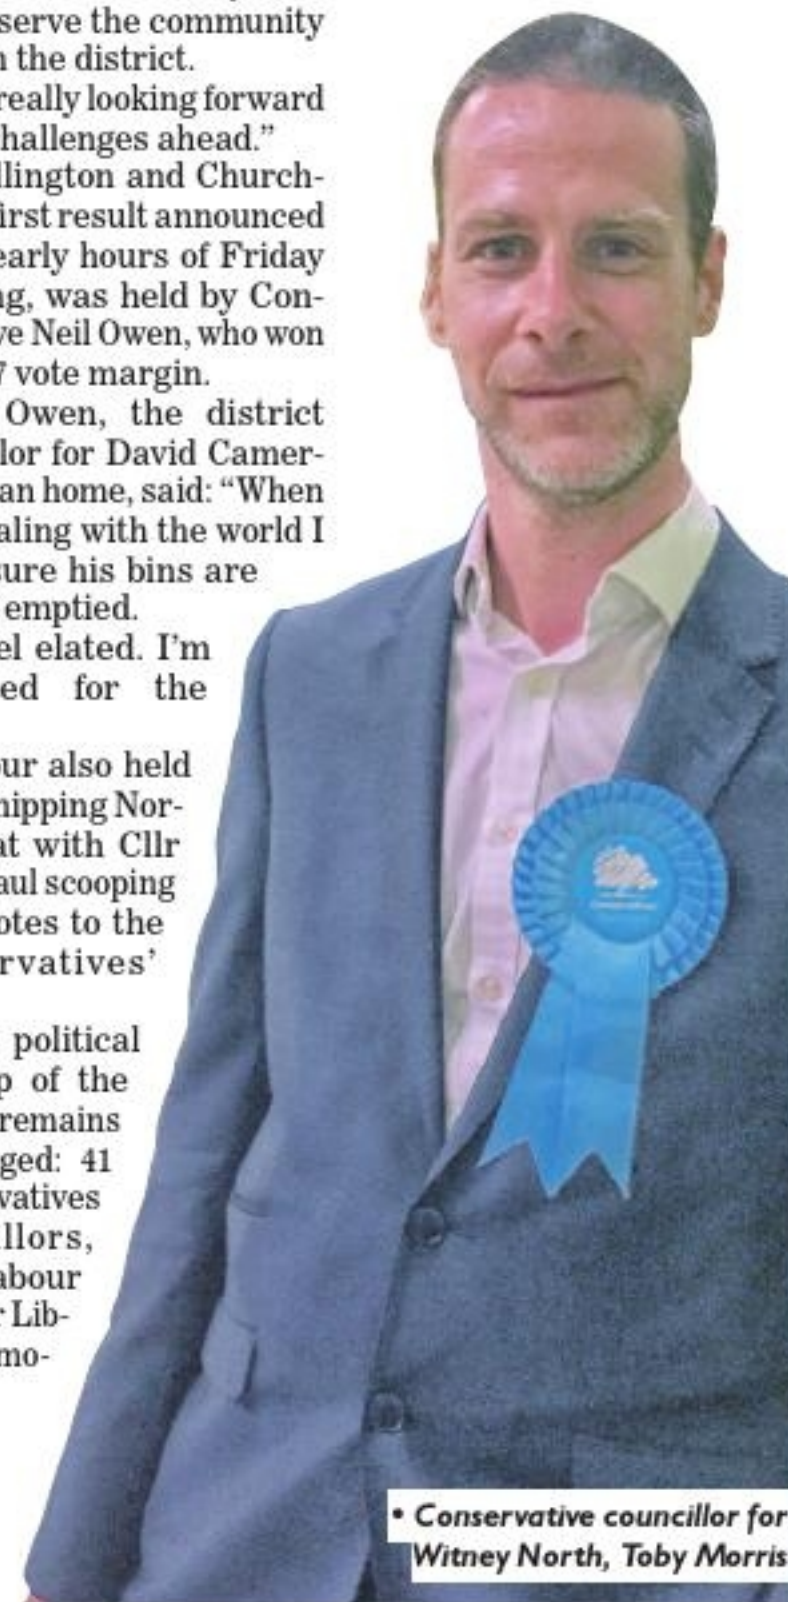 serve the community
n the district.
really looking forward
hallenges ahead.”
llington and Church-
irst result announced
early hours of Friday
ng, was held by Con-
ve Neil Owen, who won
7 vote margin.
Owen, the district
lor for David Camer-
an home, said: “When
aling with the world I
sure his bins are
emptied.
el elated. I’m
ed for the
our also held
hipping Nor-
at with Cllr
aul scooping
otes to the
rvatives’
political
p of the
remains
ged: 41
vatives
llors,
abour
r Lib-
mo-
• Conservative councillor for
Witney North, Toby Morris